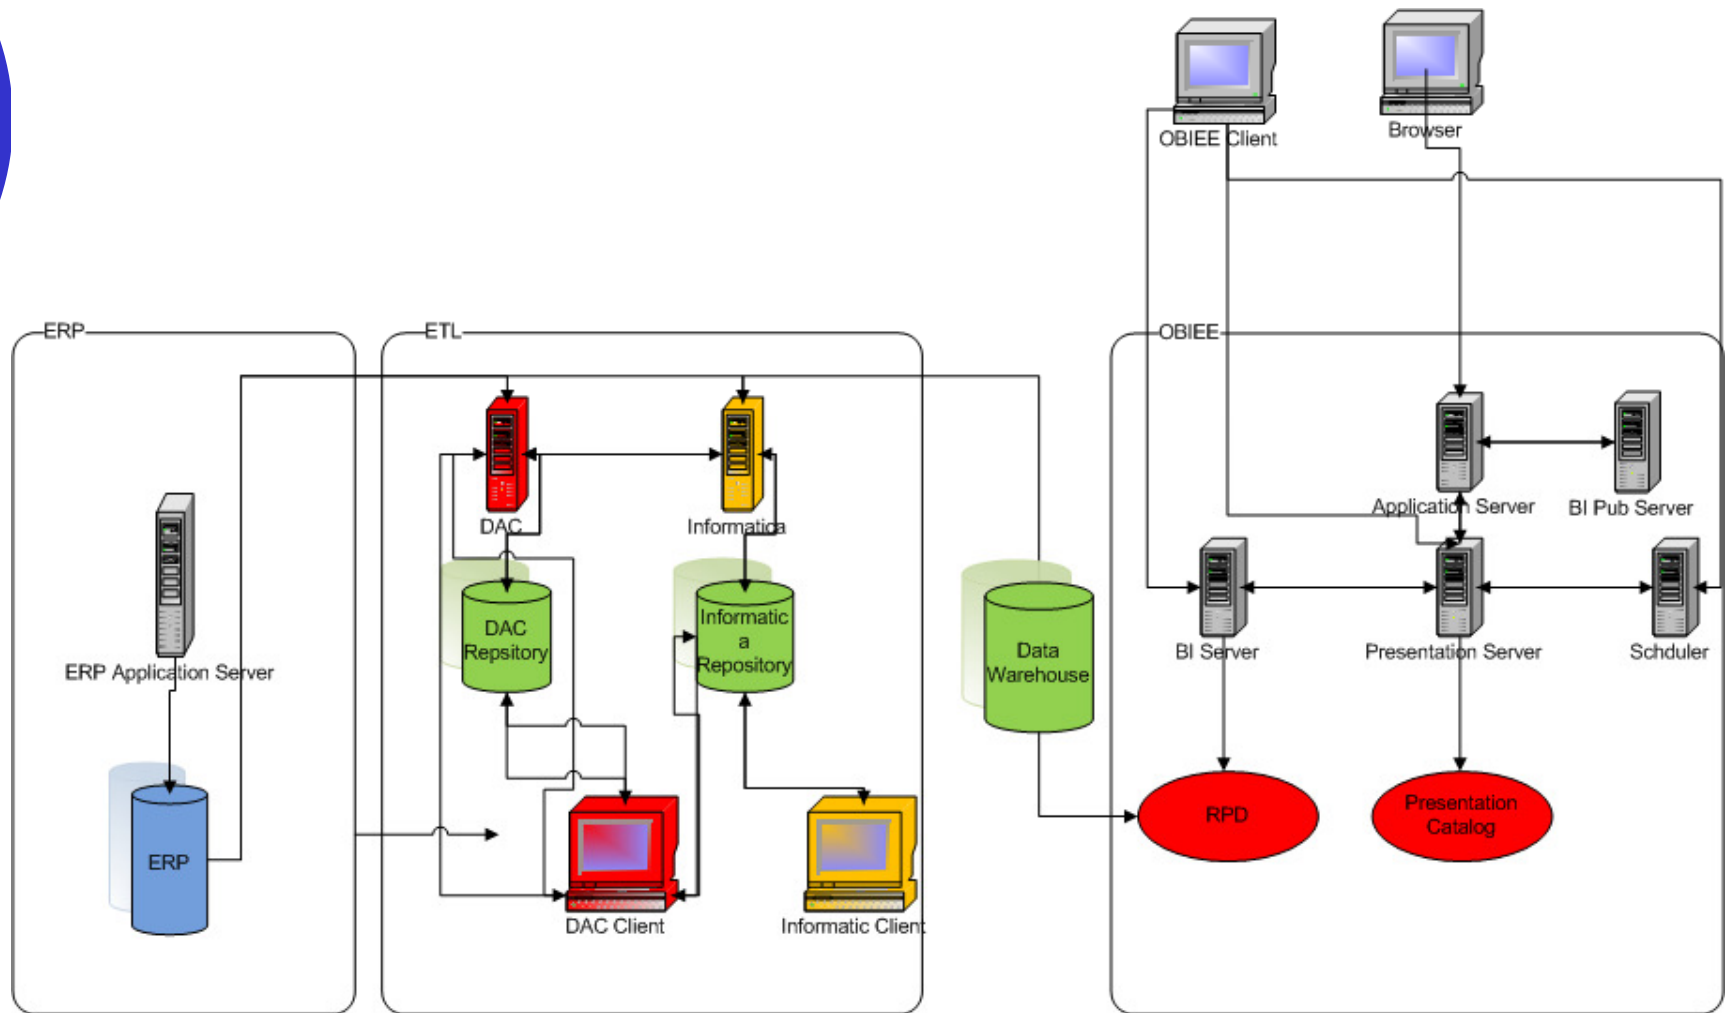 OBIEE Client
Browser
ERP
ETL
OBIEE
DAC
Informatica
Application Server
BI Pub Server
ERP Application Server
DAC
Repsitory
Informatic
a
Repository
Data
Warehouse
BI Server
Presentation Server
Schduler
ERP
RPD
Presentation
Catalog
DAC Client
Informatic Client